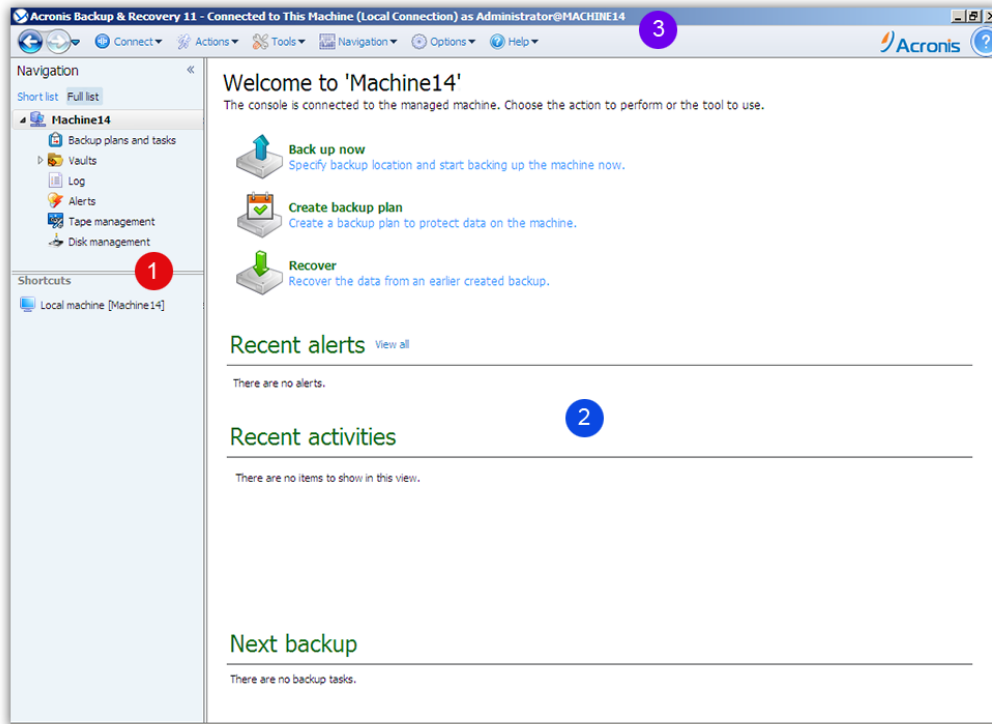 Acronis Backup & Recovery 11 - Connected to This Machine (Local Connection) as Administrator@MACHINE14
Connect Actions Tools Navigation Options Help
3
Acronis
?
Navigation
Short list Full list
Machine14
Backup plans and tasks
Vaults
Log
Alerts
Tape management
Disk management
1
Shortcuts
Local machine [Machine14]
Welcome to 'Machine14'
The console is connected to the managed machine. Choose the action to perform or the tool to use.
Back up now
Specify backup location and start backing up the machine now.
Create backup plan
Create a backup plan to protect data on the machine.
Recover
Recover the data from an earlier created backup.
Recent alerts View all
There are no alerts.
2
Recent activities
There are no items to show in this view.
Next backup
There are no backup tasks.